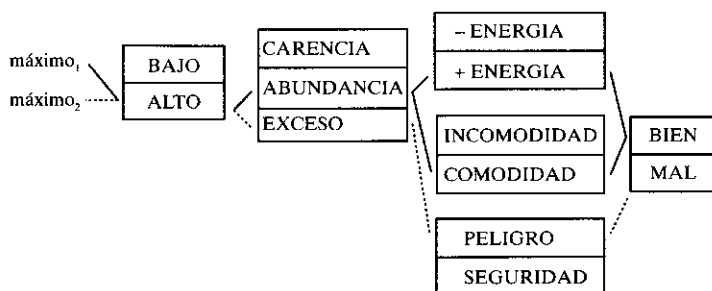 máximo₁
máximo₂
BAJO
ALTO
CARENCIA
ABUNDANCIA
EXCESO
– ENERGIA
+ ENERGIA
INCOMODIDAD
COMODIDAD
PELIGRO
SEGURIDAD
BIEN
MAL